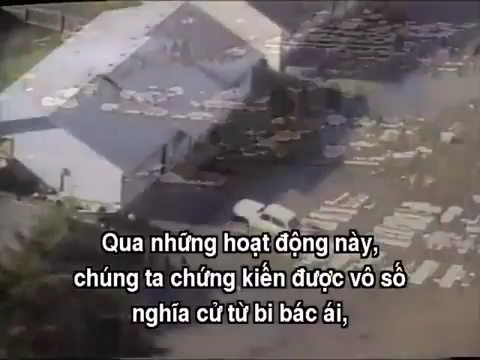 Qua những hoạt động này,
chúng ta chứng kiến được vô số
nghĩa cử từ bi bác ái,